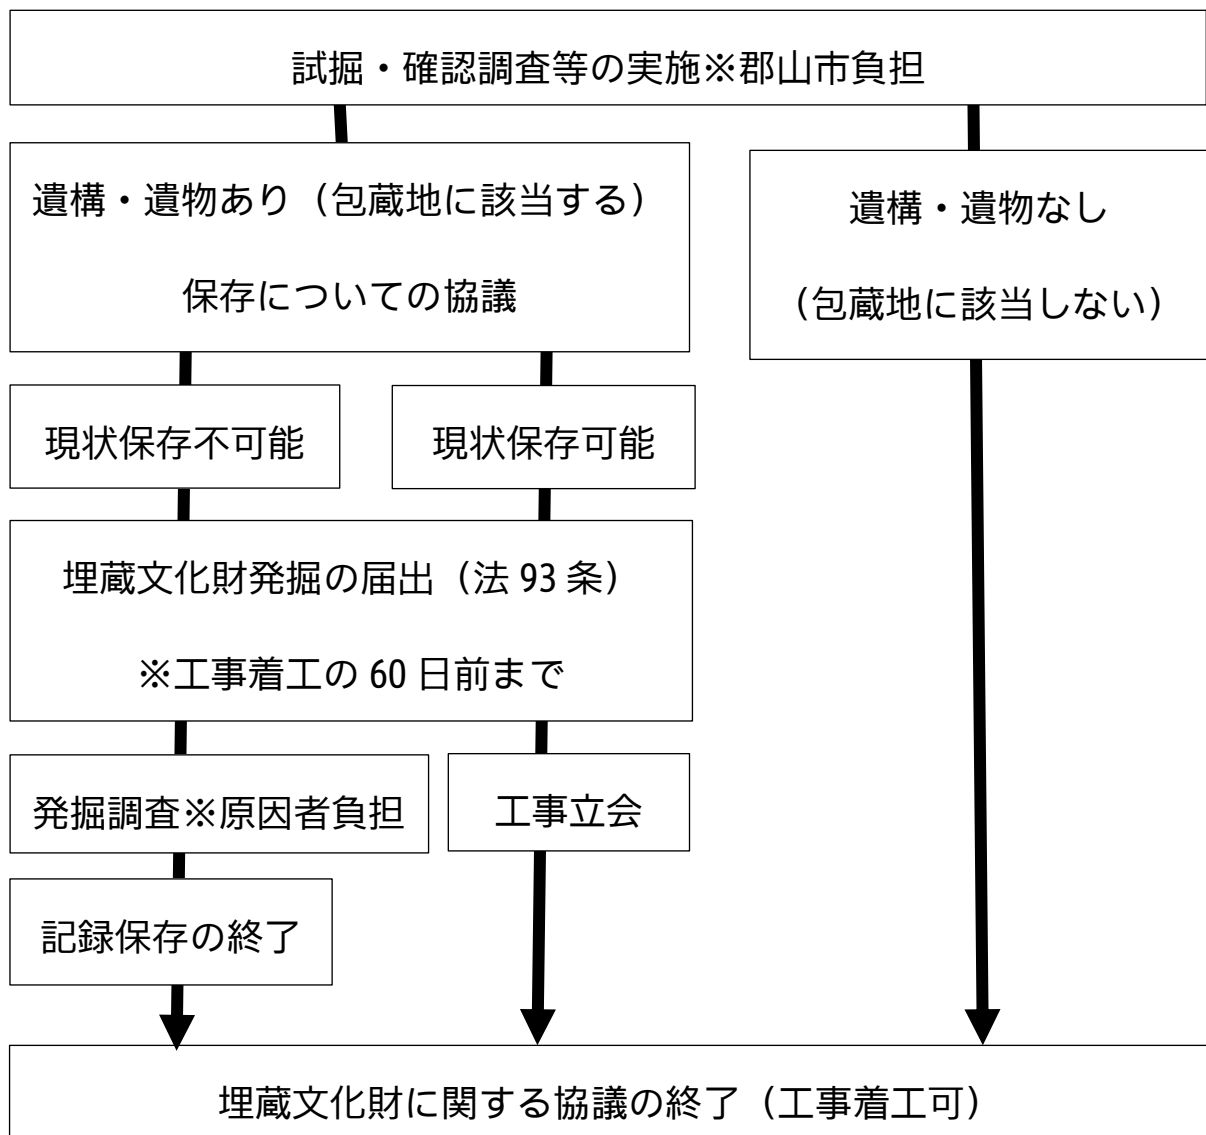 試掘・確認調査等の実施※郡山市負担
遺構・遺物あり（包蔵地に該当する）
保存についての協議
遺構・遺物なし
（包蔵地に該当しない）
現状保存不可能
現状保存可能
埋蔵文化財発掘の届出（法 93 条）
※工事着工の 60 日前まで
発掘調査※原因者負担
工事立会
記録保存の終了
埋蔵文化財に関する協議の終了（工事着工可）